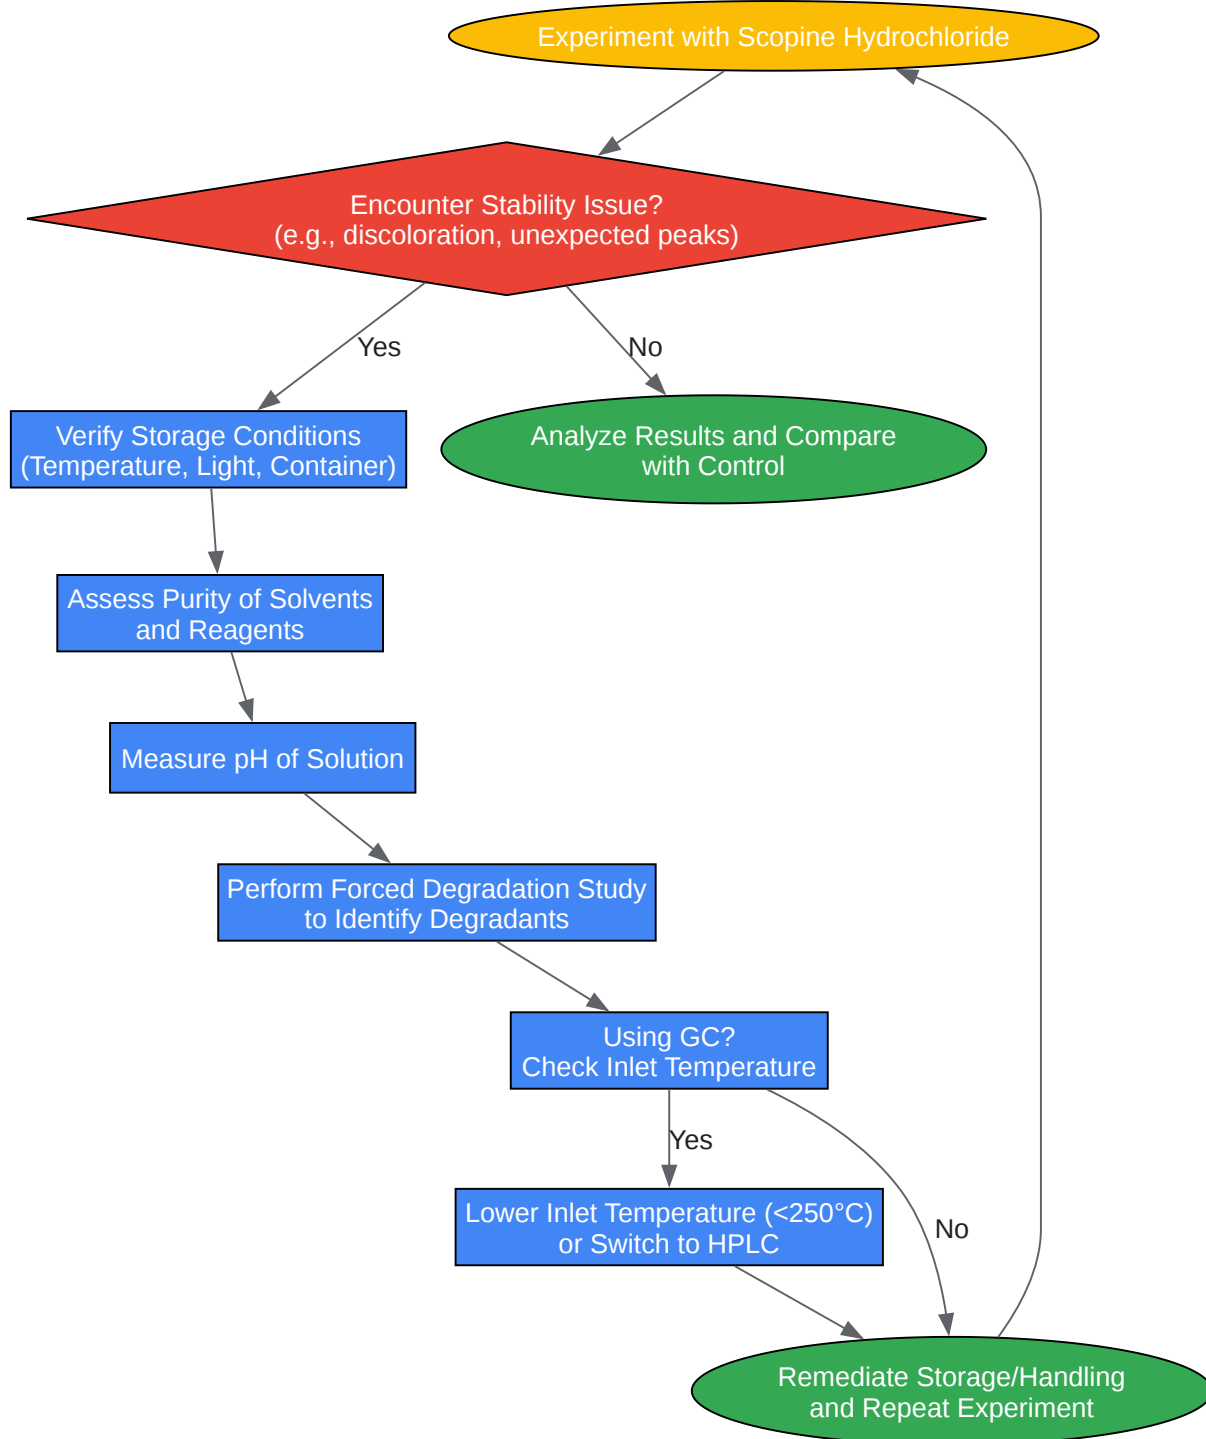 Experiment with Scopine Hydrochloride
Encounter Stability Issue?
(e.g., discoloration, unexpected peaks)
Yes
No
Verify Storage Conditions
(Temperature, Light, Container)
Analyze Results and Compare
with Control
Assess Purity of Solvents
and Reagents
Measure pH of Solution
Perform Forced Degradation Study
to Identify Degradants
Using GC?
Check Inlet Temperature
Yes
Lower Inlet Temperature (<250°C)
or Switch to HPLC
No
Remediate Storage/Handling
and Repeat Experiment